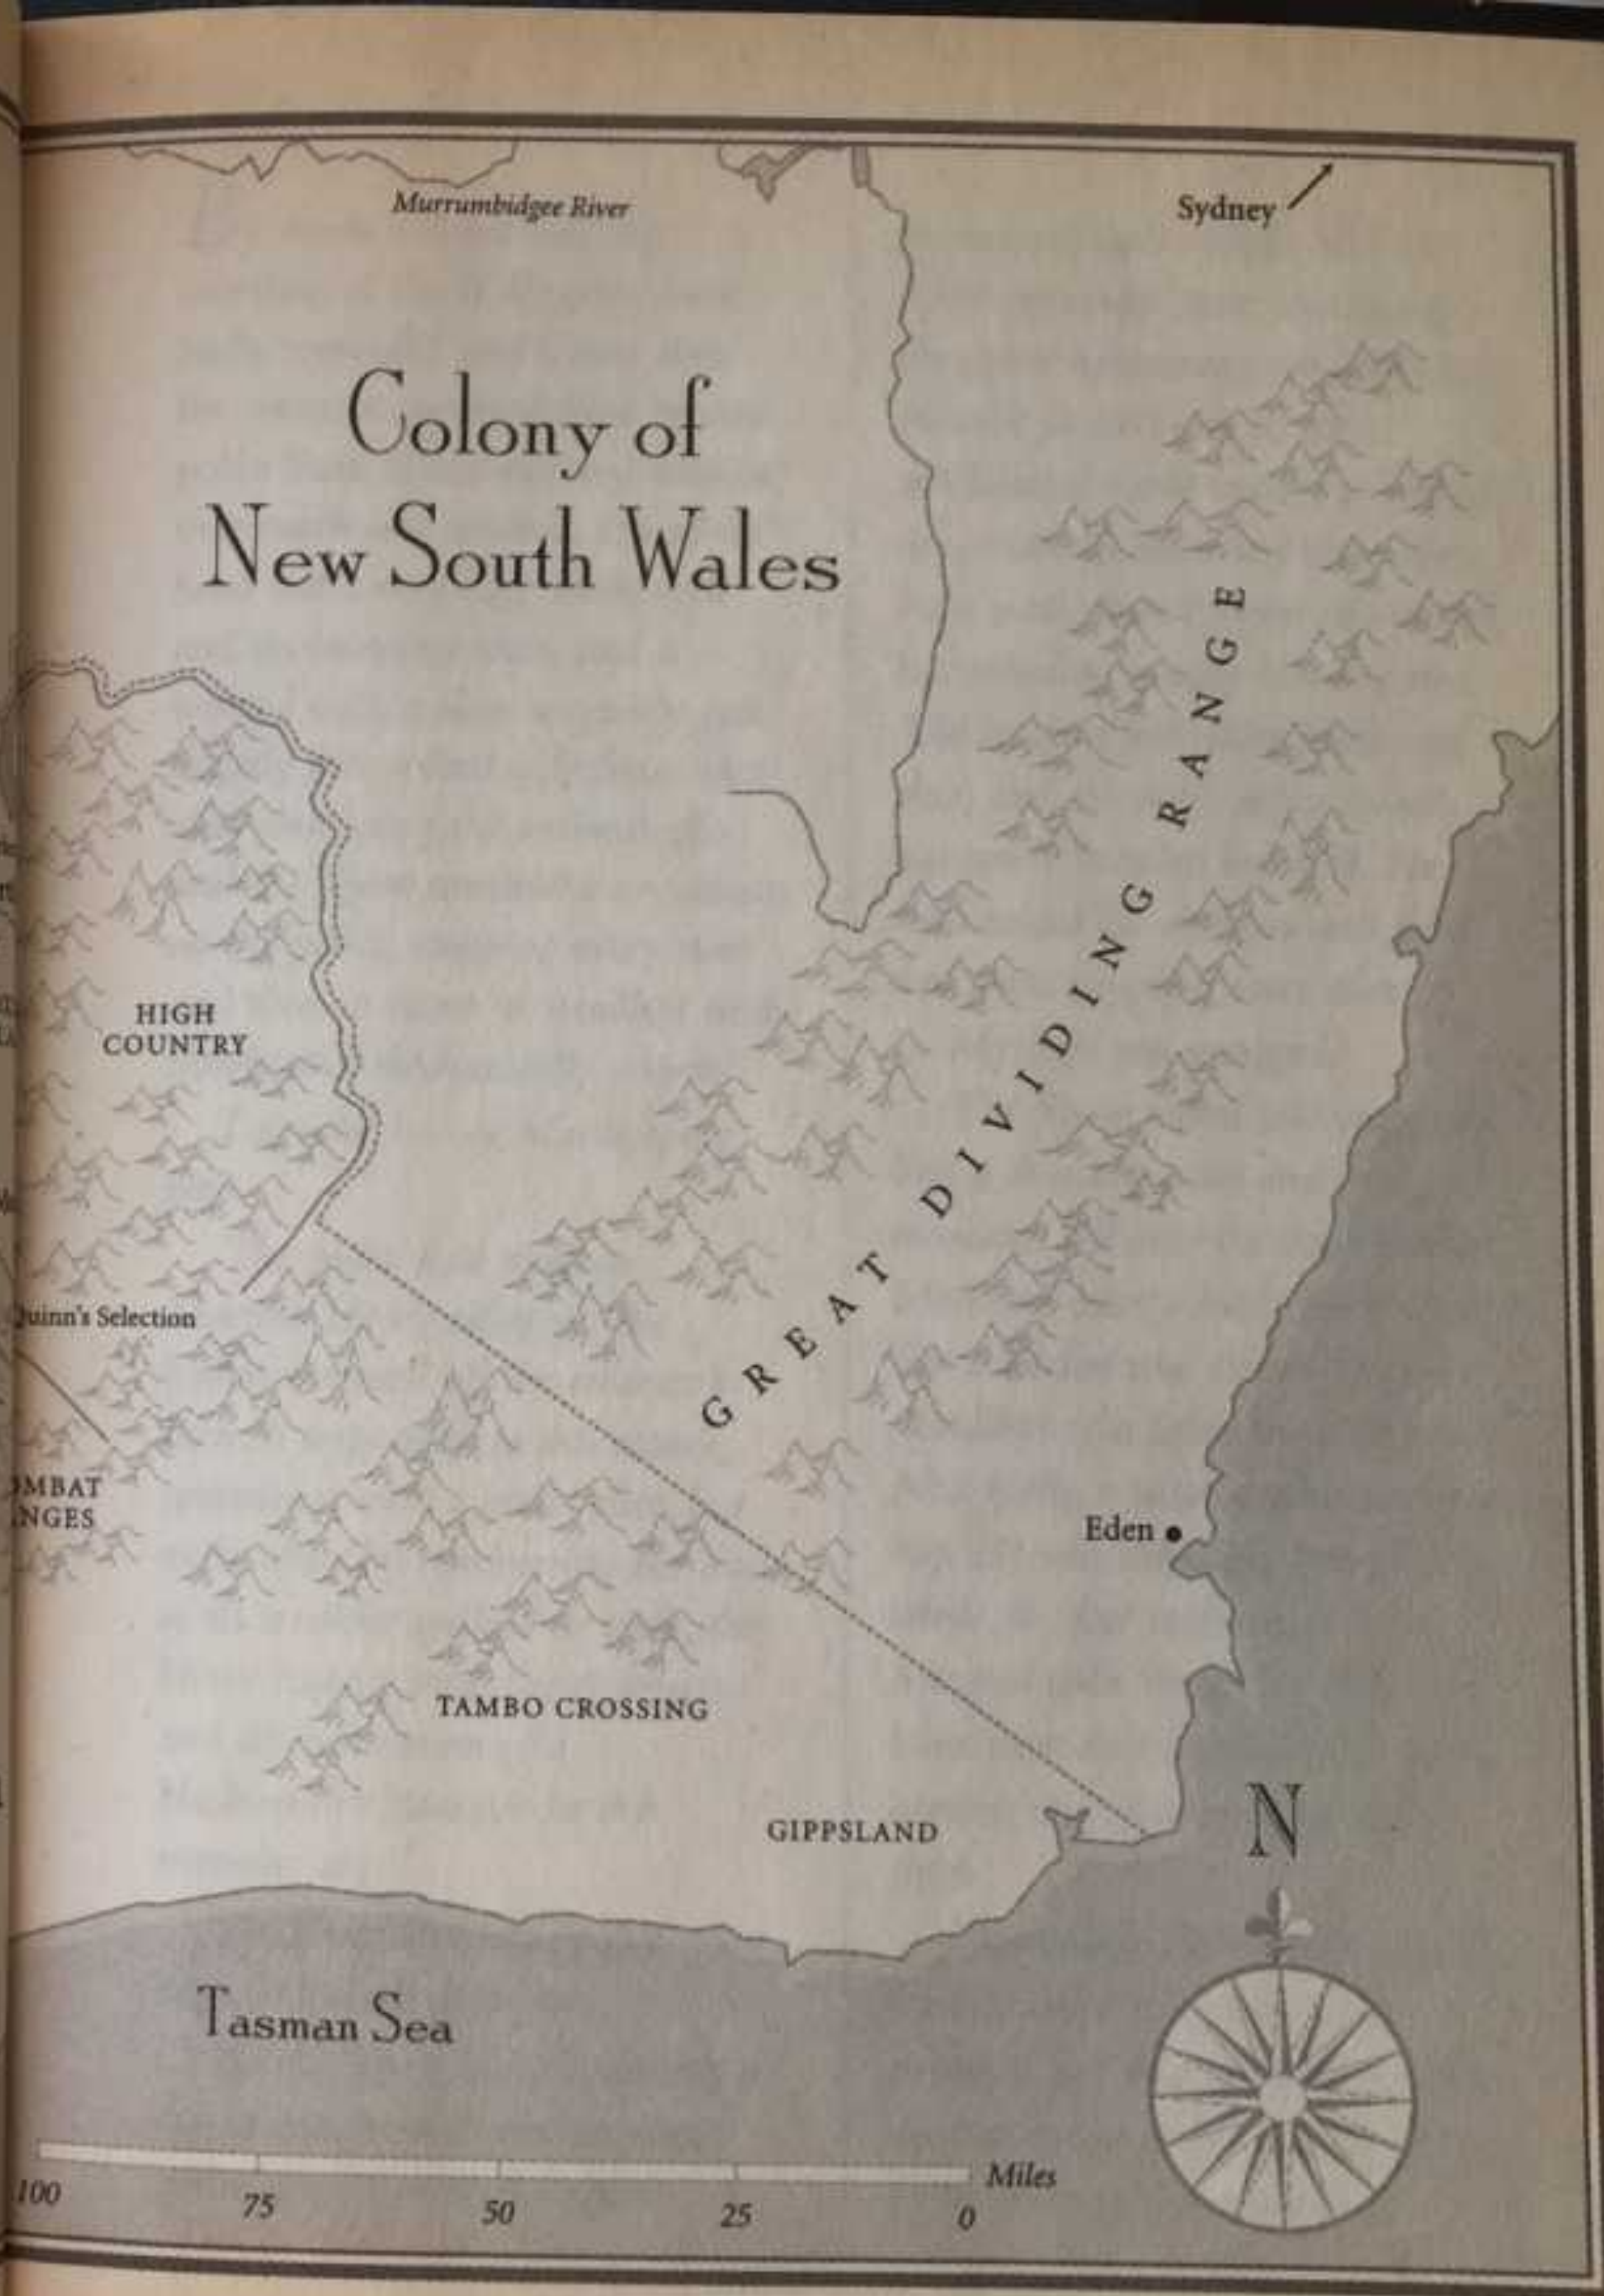 Murrumbidgee River
Sydney
Colony of
New South Wales
GREAT DIVIDING RANGE
HIGH
COUNTRY
Selection
Eden
TAMBO CROSSING
GIPPSLAND
N
Tasman Sea
Miles
100 75 50 25 0